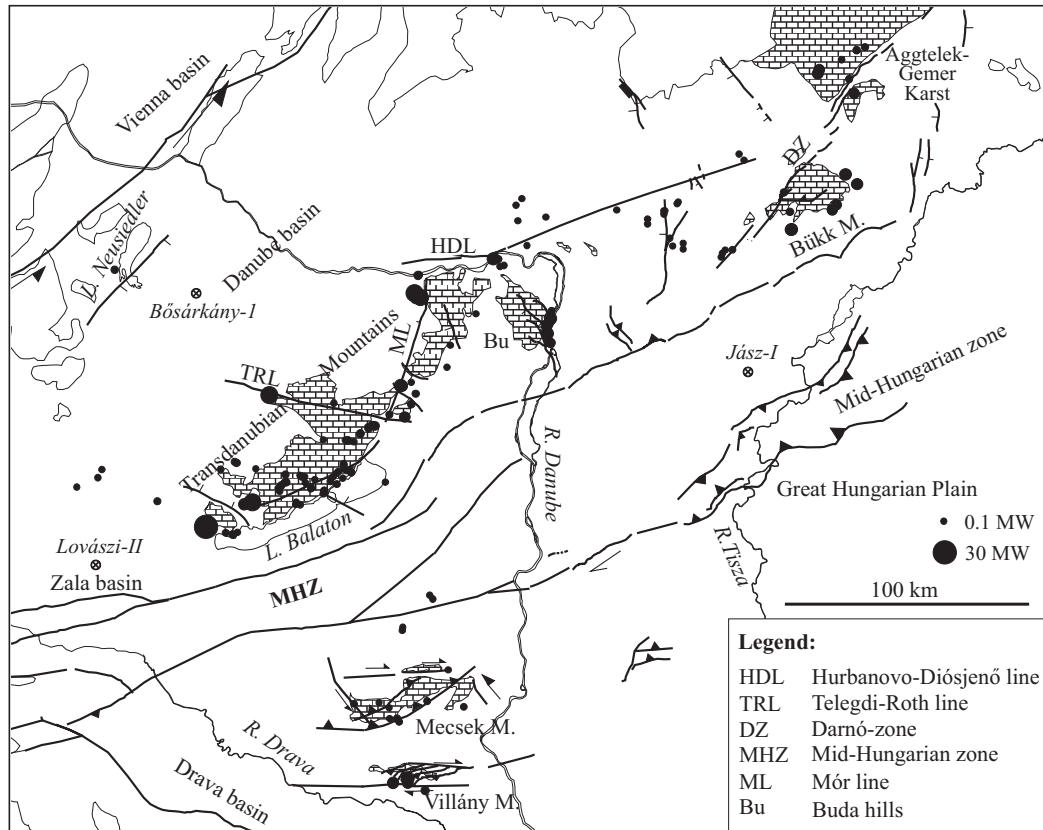 Vienna basin
Aggtelek-
Gemer
Karst
DZ
L. Neusiedler
Danube basin
HDL
Bükk M.
Bősárkány-1
Mountains
ML
Bu
Jász-I
TRL
Mid-Hungarian zone
Transdanubian
R. Danube
Great Hungarian Plain
L. Balaton
0.1 MW
Lovászi-II
30 MW
Zala basin
R.Tisza
MHZ
100 km
Legend:
HDL Hurbanovo-Diósjenő line
TRL Telegdi-Roth line
DZ Darnó-zone
MHZ Mid-Hungarian zone
ML Mór line
Bu Buda hills
Mecsek M.
R. Drava
Drava basin
Villány M.